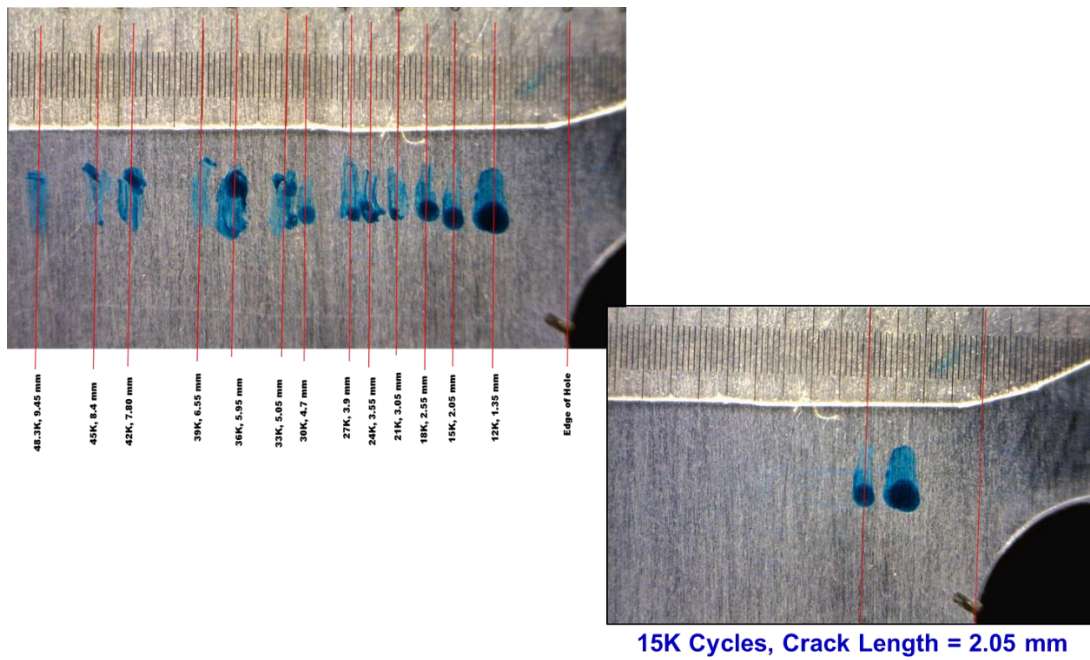 48.3K, 9.45 mm
45K, 8.4 mm
42K, 7.80 mm
39K, 6.55 mm
36K, 5.95 mm
33K, 5.05 mm
30K, 4.7 mm
27K, 3.9 mm
24K, 3.55 mm
21K, 3.05 mm
18K, 2.55 mm
15K, 2.05 mm
12K, 1.35 mm
Edge of Hole
15K Cycles, Crack Length = 2.05 mm